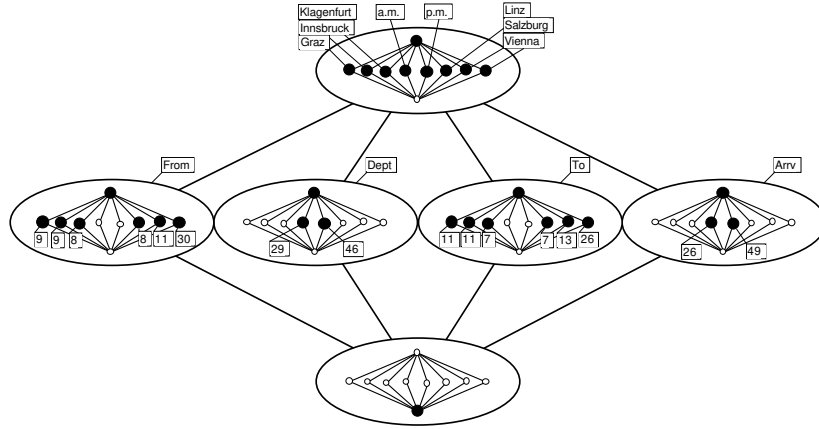 Klagenfurt
a.m.
p.m.
Linz
Innsbruck
Salzburg
Graz
Vienna
From
Dept
To
Arrv
9
9
8
8
11
30
29
46
11
11
7
7
13
26
26
49